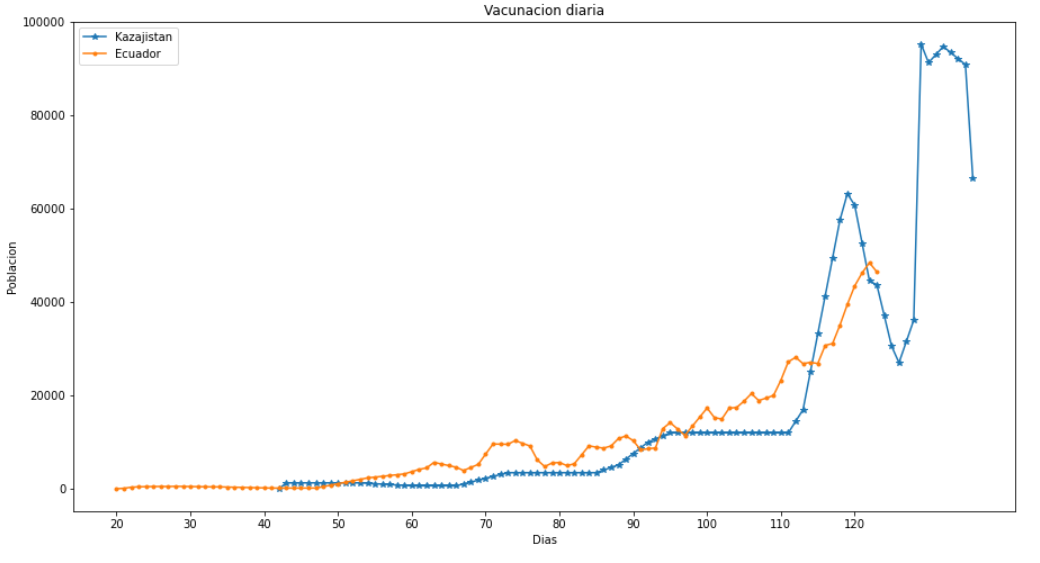 Vacunacion diaria
Kazajistan
Ecuador
100000
80000
60000
40000
20000
0
Poblacion
20 30 40 50 60 70 80 90 100 110 120
Dias